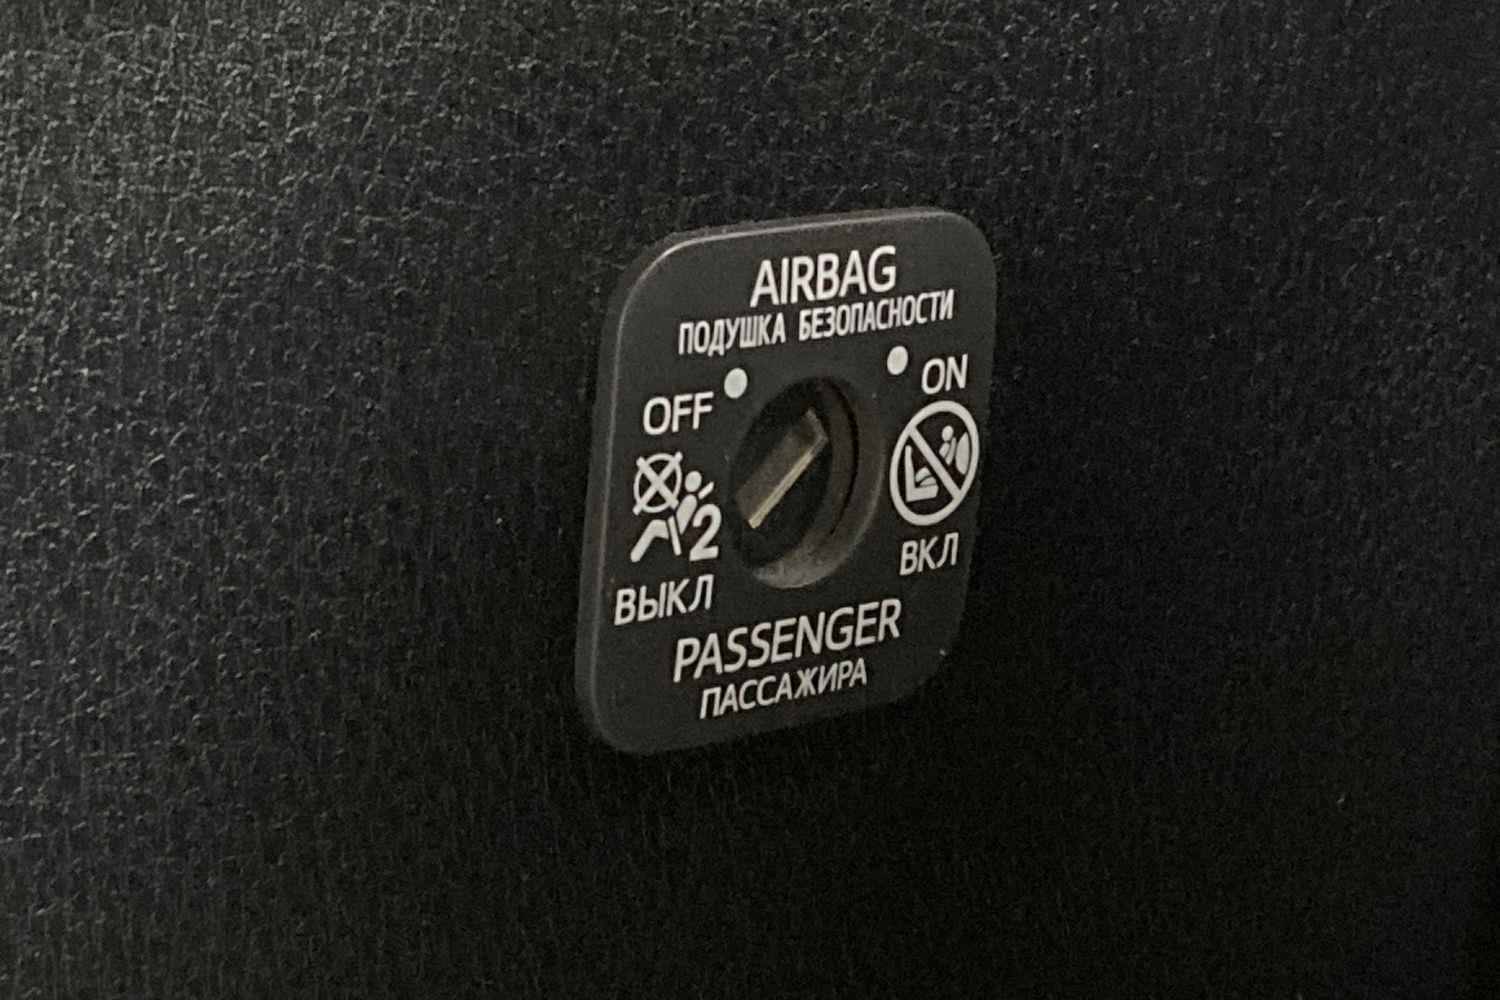 AIRBAG
ПОДУШКА БЕЗОПАСНОСТИ
OFF
ON
2
ВЫКЛ
ВКЛ
PASSENGER
ПАССАЖИРА